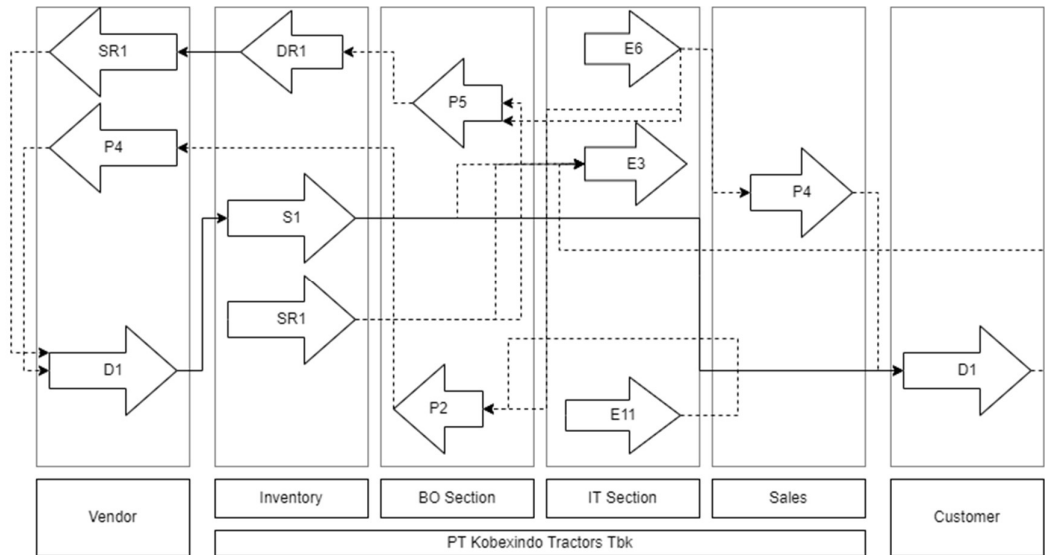 SR1
DR1
E6
P5
P4
E3
P4
S1
SR1
D1
D1
P2
E11
Vendor
Inventory
BO Section
IT Section
Sales
Customer
PT Kobexindo Tractors Tbk